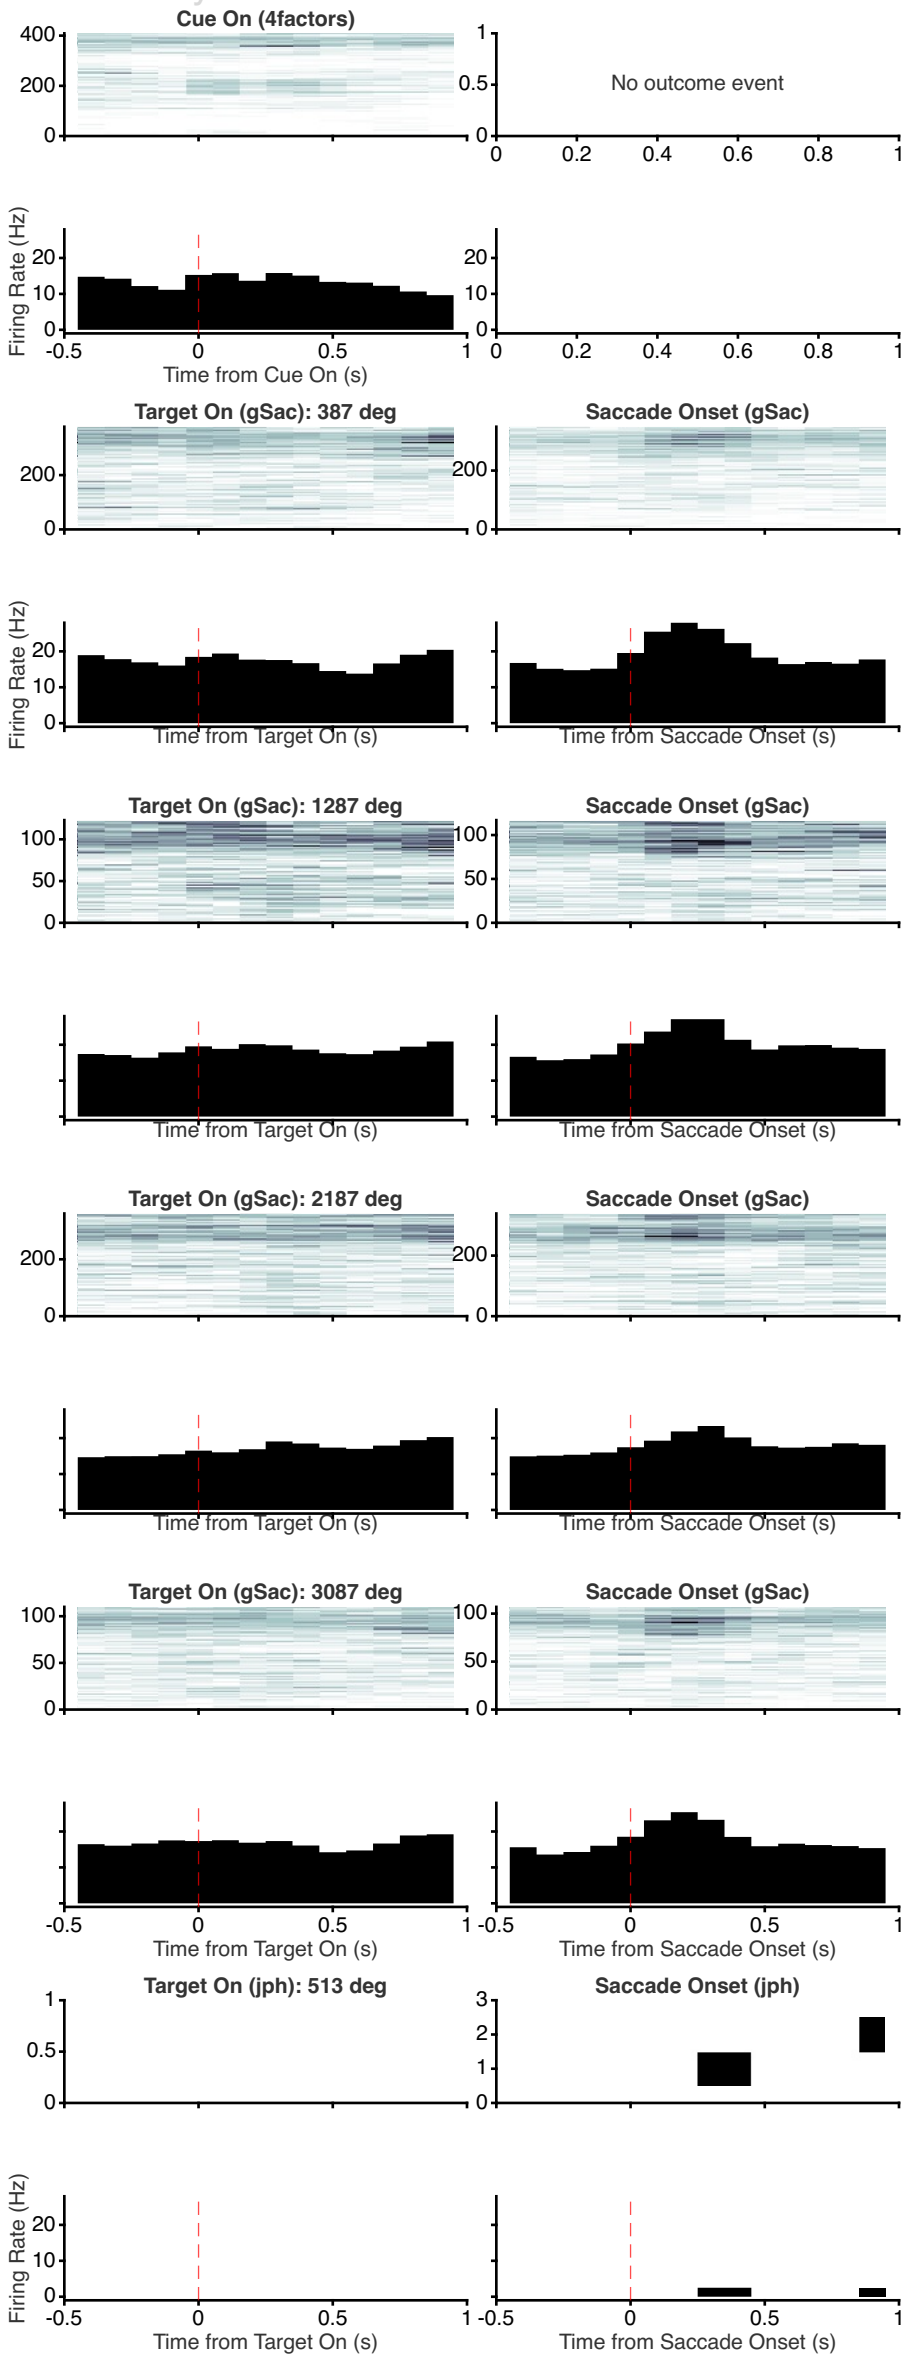 Cue On (4factors)
400
200
0
1
0.5
0
No outcome event
0 0.2 0.4 0.6 0.8 1
Firing Rate (Hz)
20
10
0
-0.5 0 0.5 1
Time from Cue On (s)
20
10
0
0 0.2 0.4 0.6 0.8 1
Target On (gSac): 387 deg
200
0
Saccade Onset (gSac)
200
0
Firing Rate (Hz)
20
10
0
Time from Target On (s)
Time from Saccade Onset (s)
Target On (gSac): 1287 deg
100
50
0
Saccade Onset (gSac)
100
50
0
Time from Target On (s)
Time from Saccade Onset (s)
Target On (gSac): 2187 deg
200
0
Saccade Onset (gSac)
200
0
Time from Target On (s)
Time from Saccade Onset (s)
Target On (gSac): 3087 deg
100
50
0
Saccade Onset (gSac)
100
50
0
-0.5 0 0.5 1
Time from Target On (s)
-0.5 0 0.5 1
Time from Saccade Onset (s)
Target On (jph): 513 deg
1
0.5
0
Saccade Onset (jph)
3
2
1
0
Firing Rate (Hz)
20
10
0
-0.5 0 0.5 1
Time from Target On (s)
-0.5 0 0.5 1
Time from Saccade Onset (s)